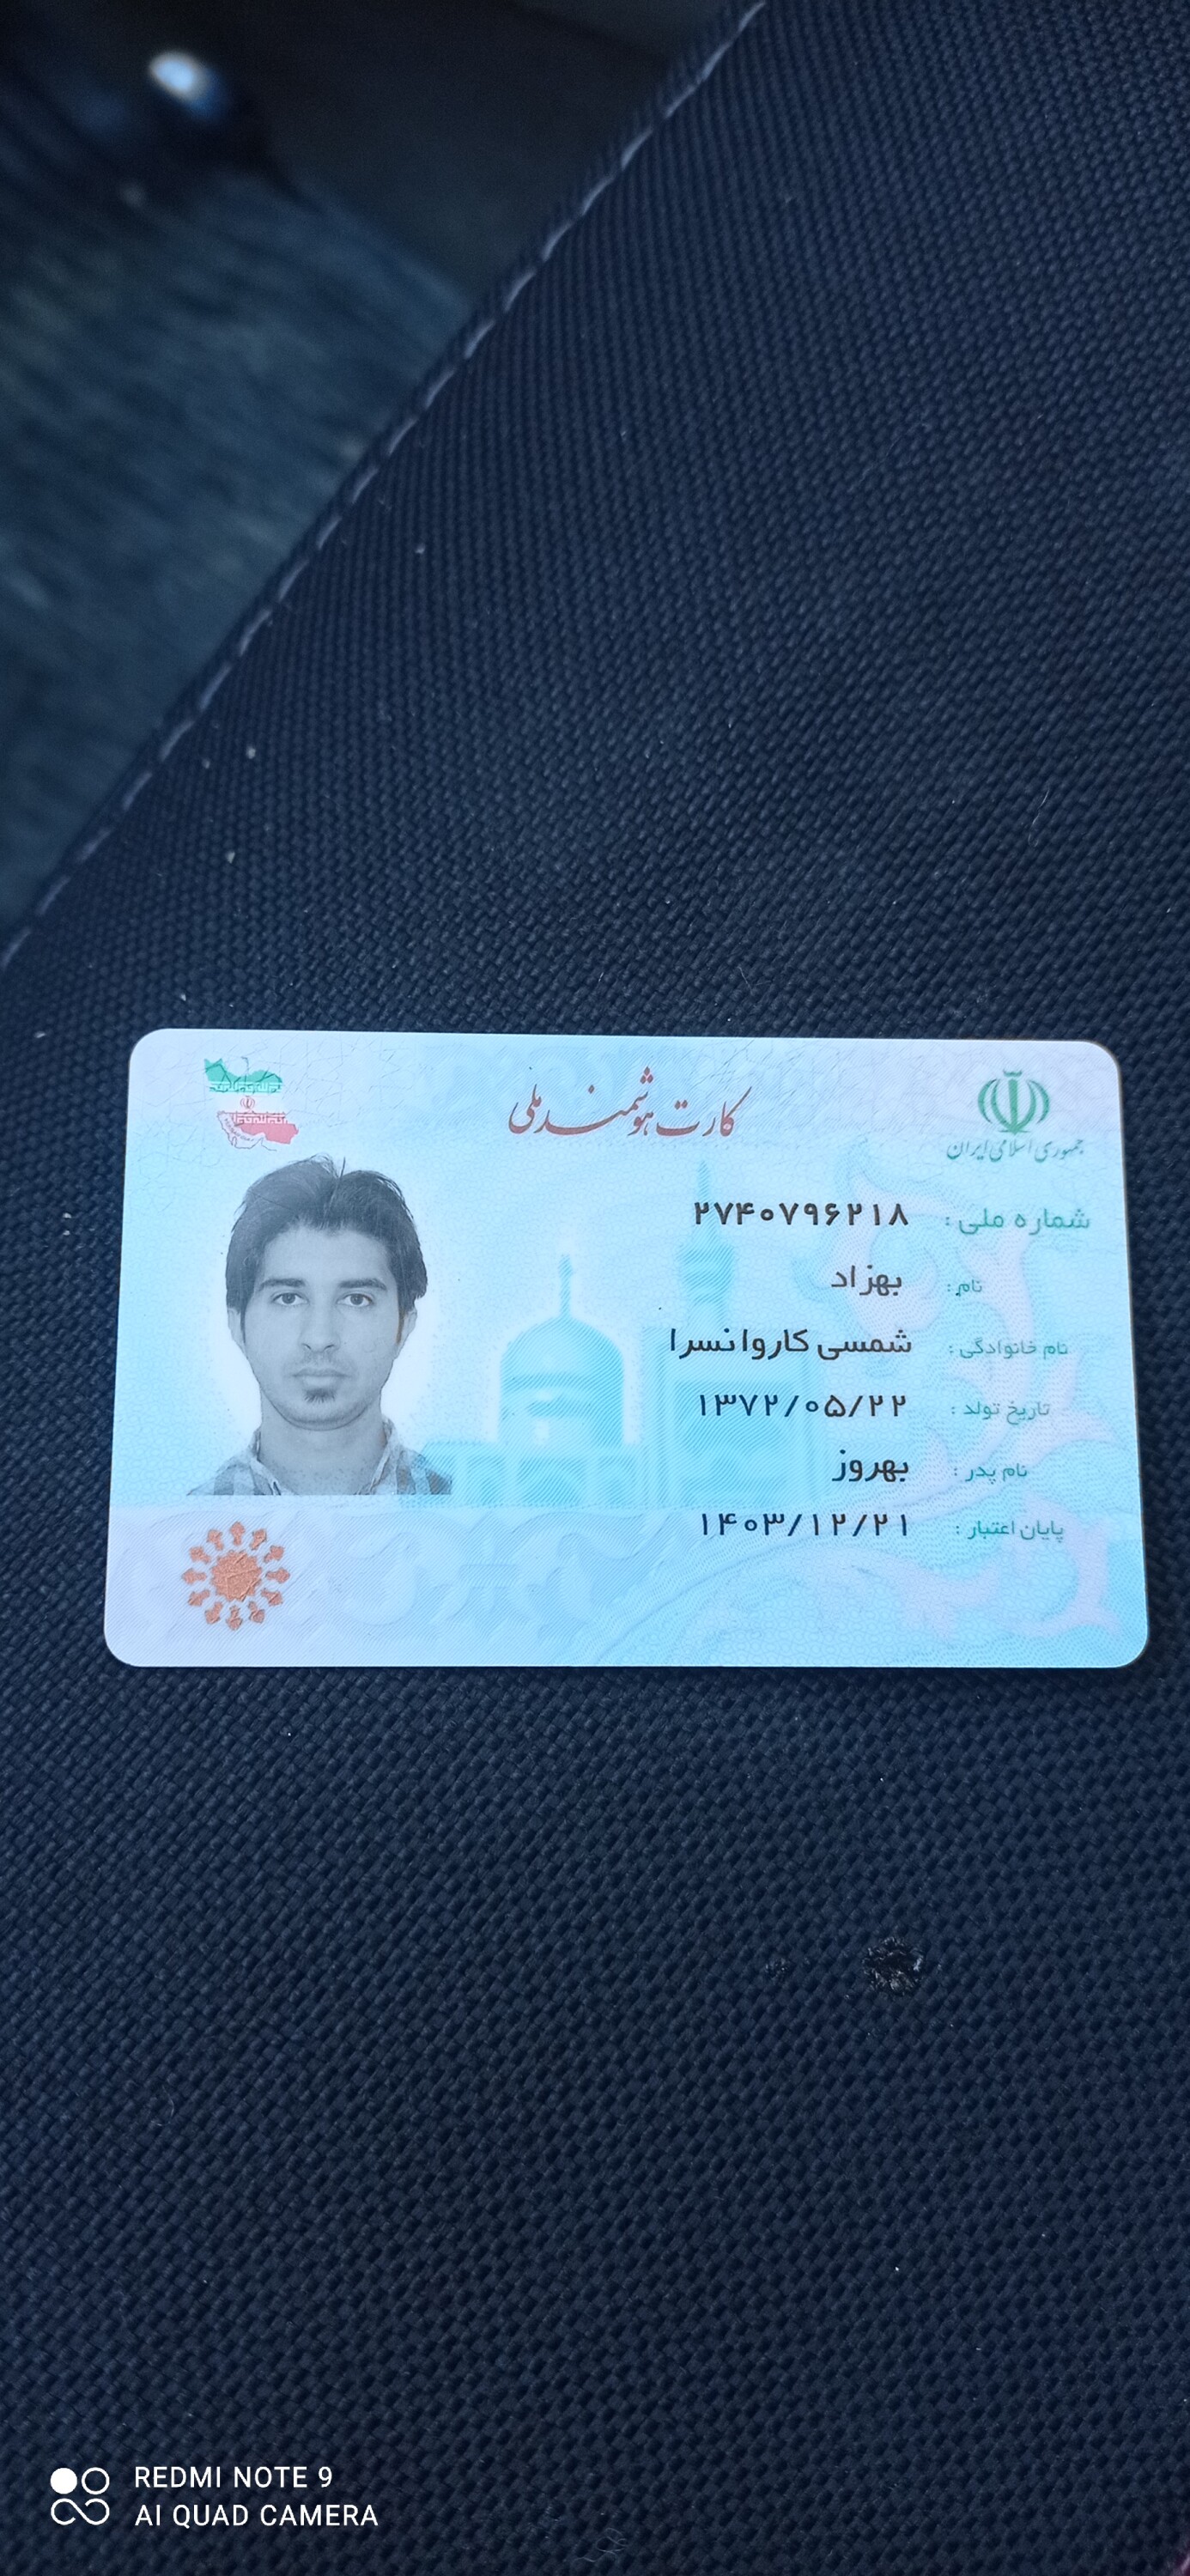 کارت هوشمند ملی
جمهوری اسلامی ایران
شماره ملی : ۲۷۴۰۷۹۶۲۱۸
نام : بهزاد
نام خانوادگی : شمسی کاروانسرا
تاریخ تولد : ۱۳۷۲/۰۵/۲۲
نام پدر : بهروز
پایان اعتبار : ۱۴۰۳/۱۲/۲۱
REDMI NOTE 9
AI QUAD CAMERA